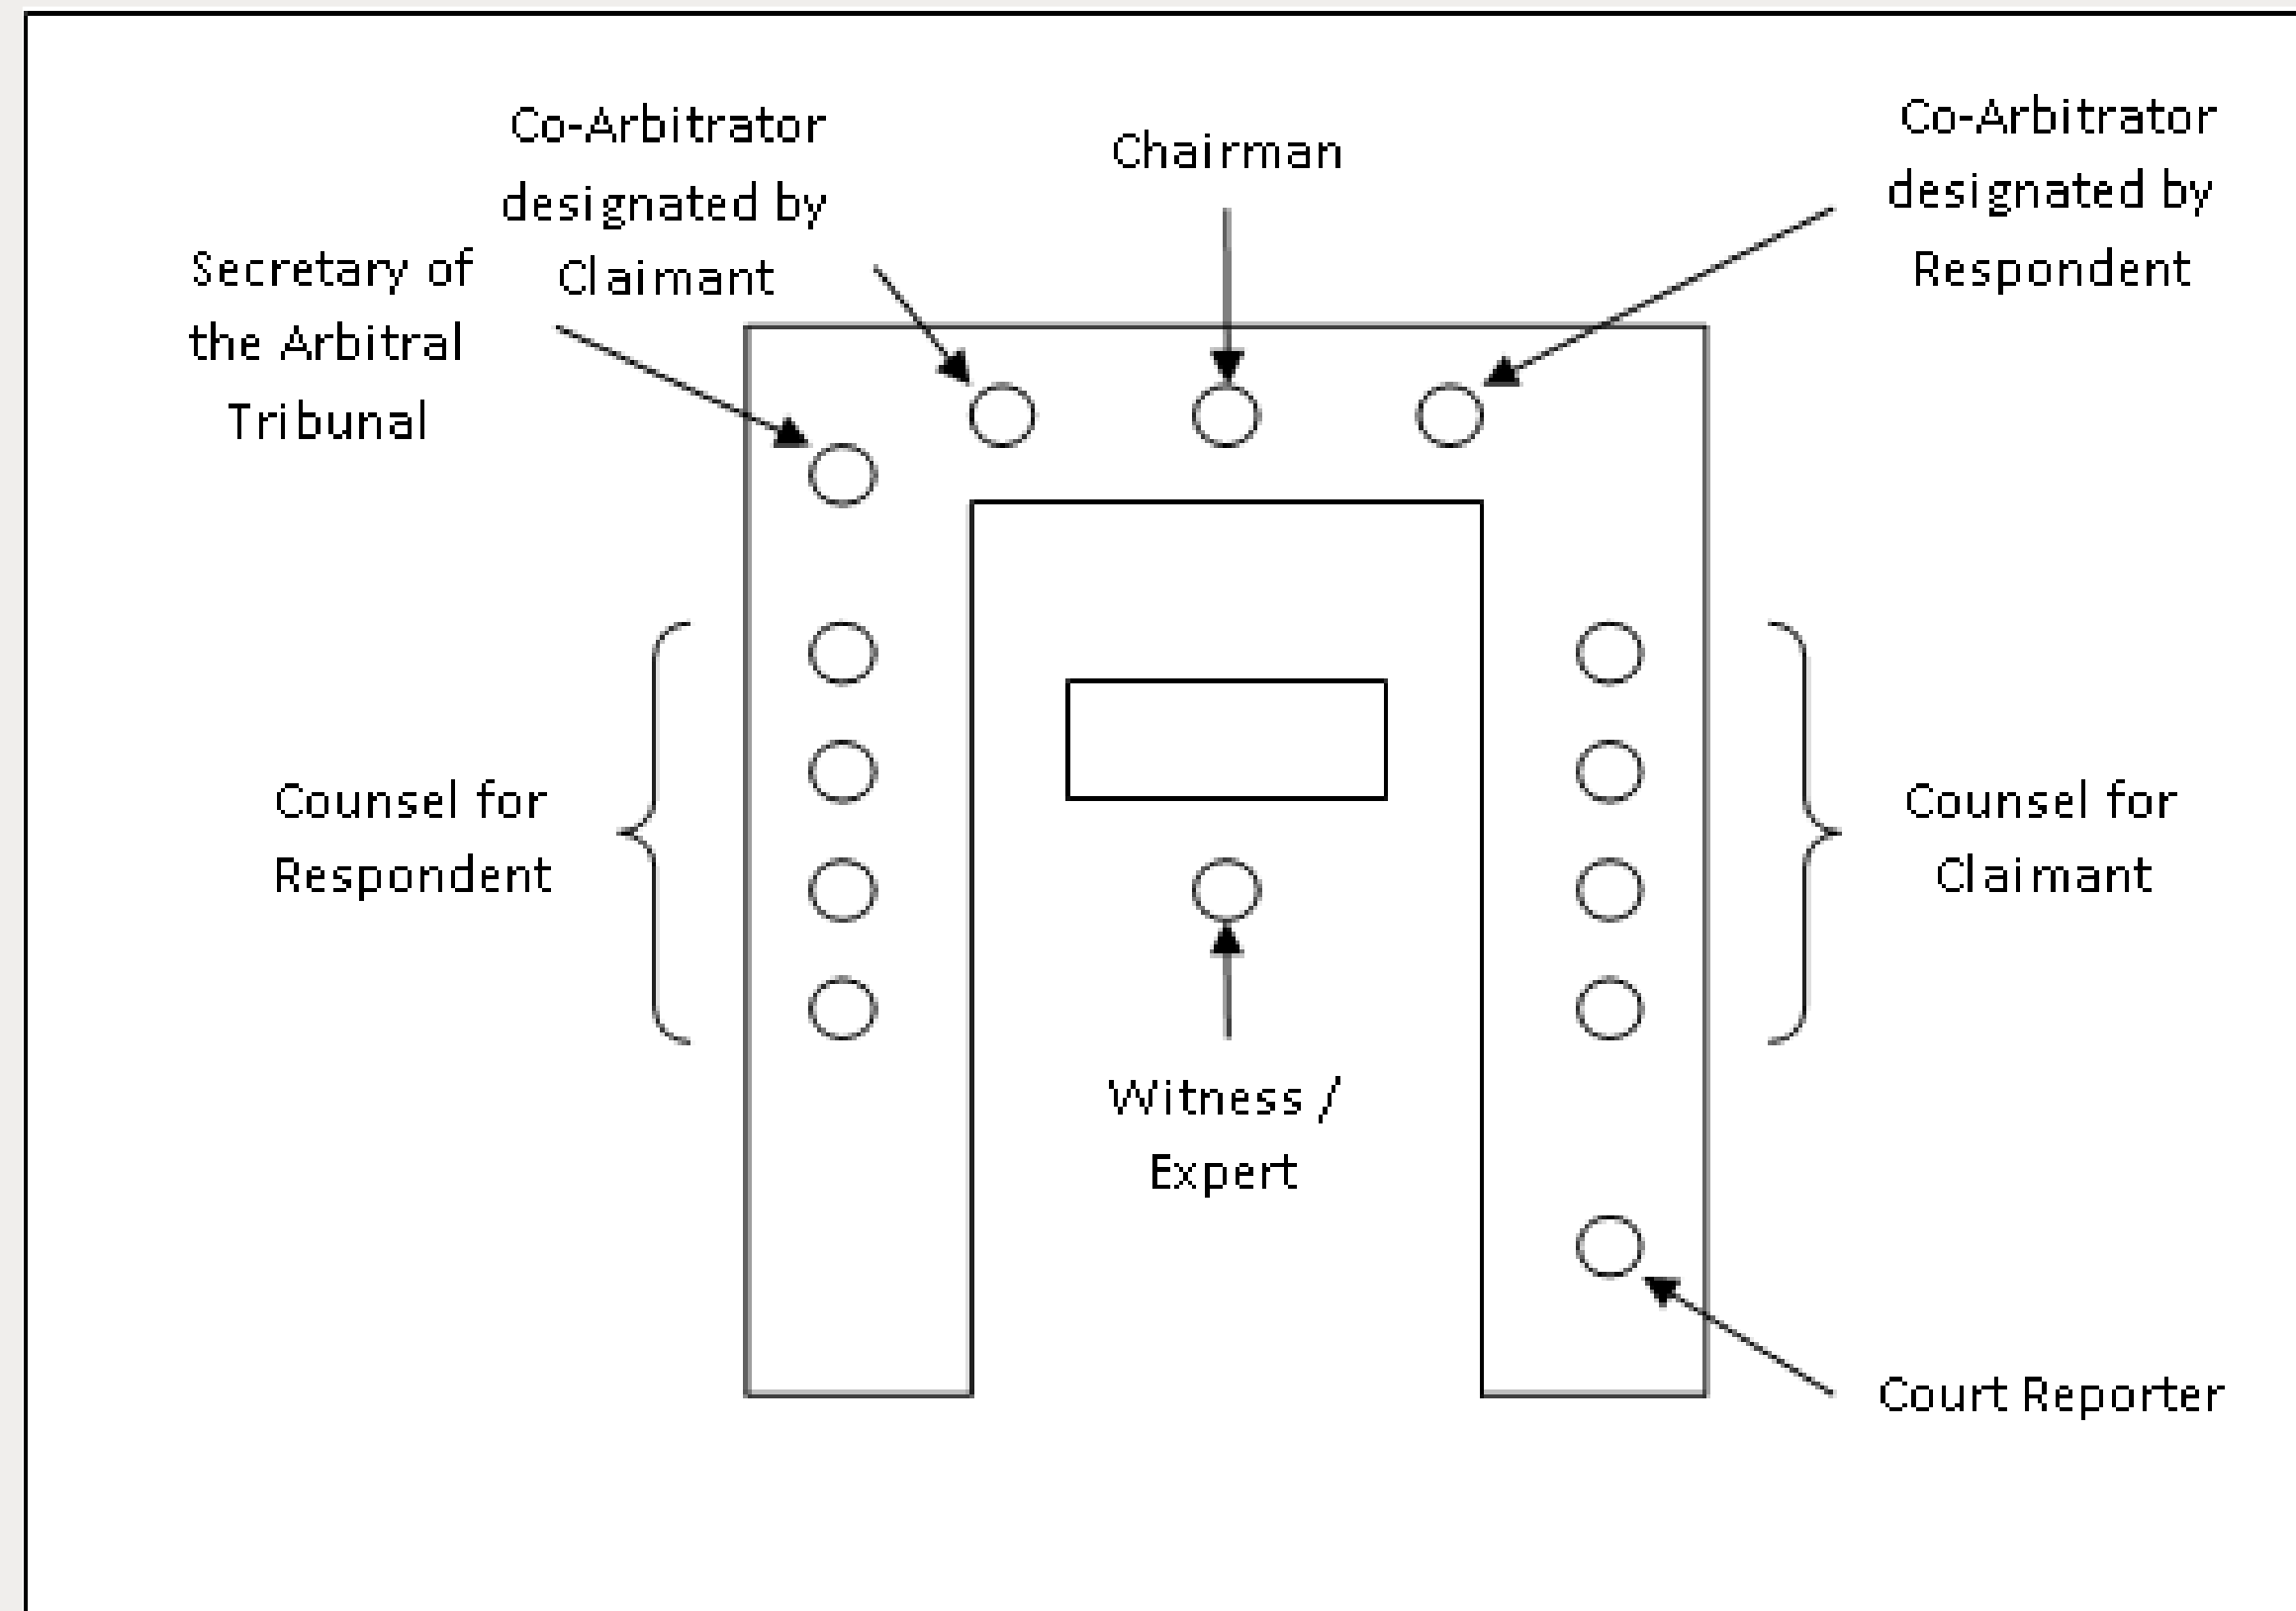 Co-Arbitrator
designated by
Claimant
Chairman
Co-Arbitrator
designated by
Respondent
Secretary of
the Arbitral
Tribunal
Counsel for
Respondent
Counsel for
Claimant
Witness /
Expert
Court Reporter